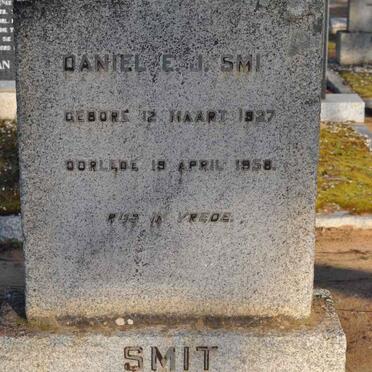 DANIEL E. J. SMI
GEBORE 12 MAART 1927
OORLEDE 19 APRIL 1958.
RUS IN VREDE.
SMIT